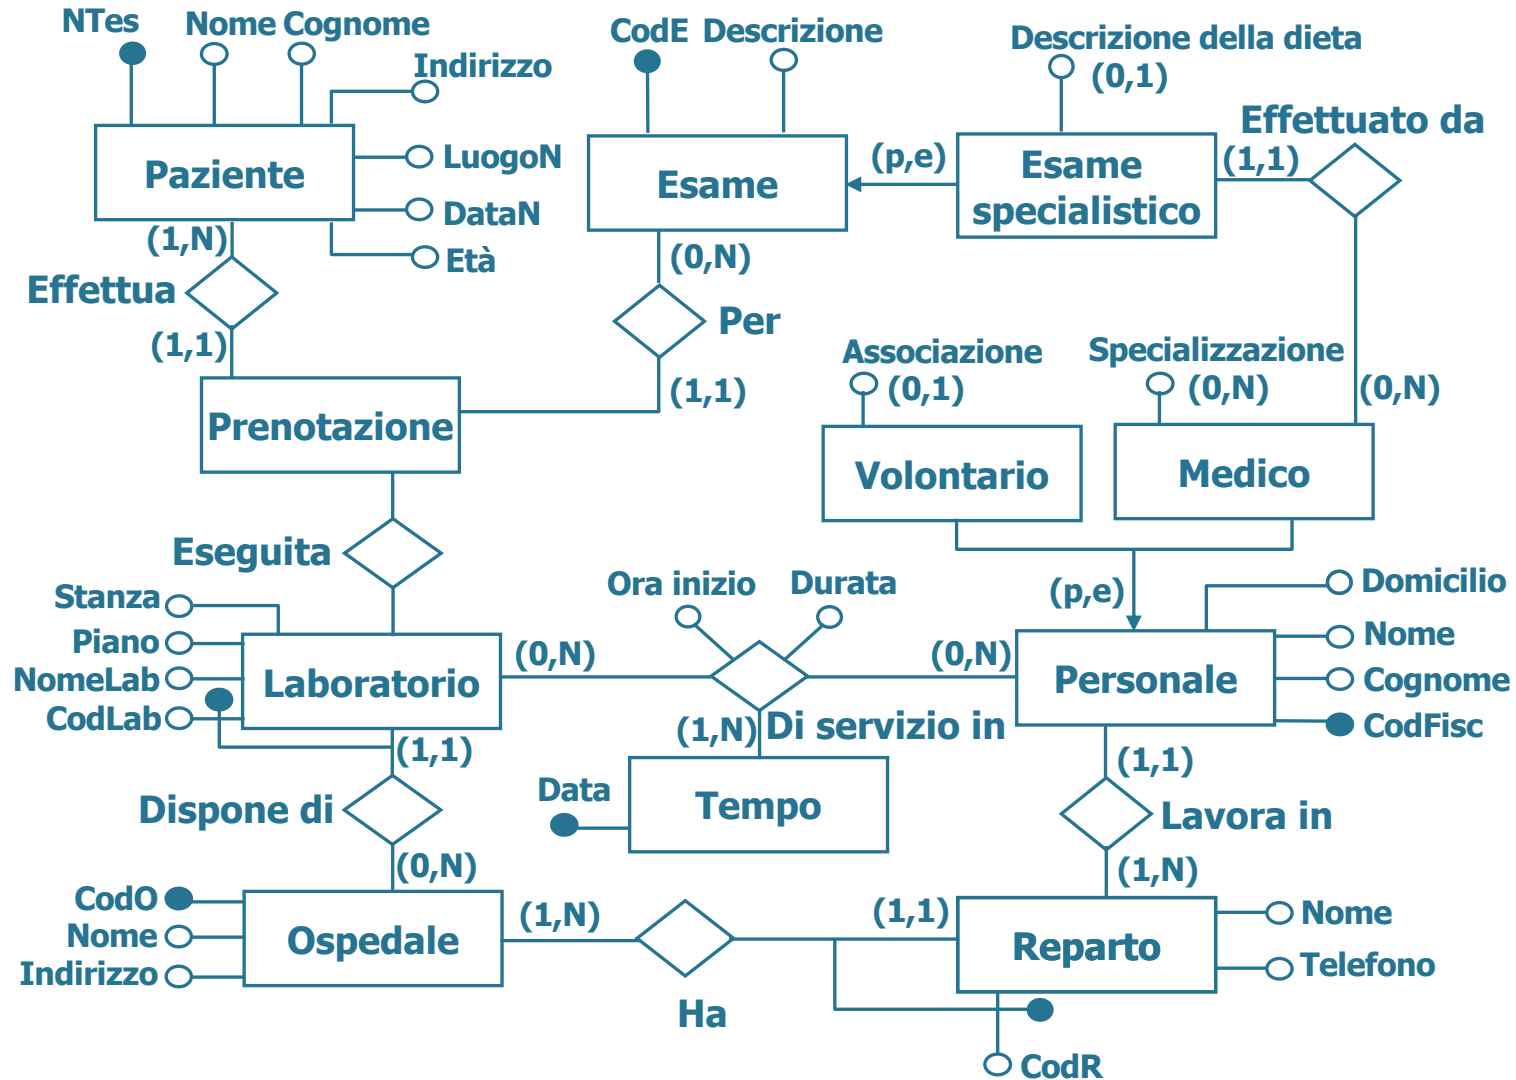 NTes
Nome Cognome
Indirizzo
LuogoN
DataN
Età
Paziente
(1,N)
Effettua
(1,1)
Prenotazione
CodE
Descrizione
Esame
(0,N)
Per
(1,1)
(p,e)
Descrizione della dieta
(0,1)
Esame
specialistico
Effettuato da
(1,1)
(0,N)
Associazione
(0,1)
Volontario
Specializzazione
(0,N)
Medico
(p,e)
Eseguita
Stanza
Piano
NomeLab
CodLab
Laboratorio
(0,N)
(1,1)
Ora inizio
Durata
(0,N)
(1,N)
Di servizio in
Data
Tempo
Personale
Domicilio
Nome
Cognome
CodFisc
(1,1)
Lavora in
(1,N)
Dispone di
(0,N)
CodO
Nome
Indirizzo
Ospedale
(1,N)
Ha
(1,1)
Reparto
Nome
Telefono
CodR